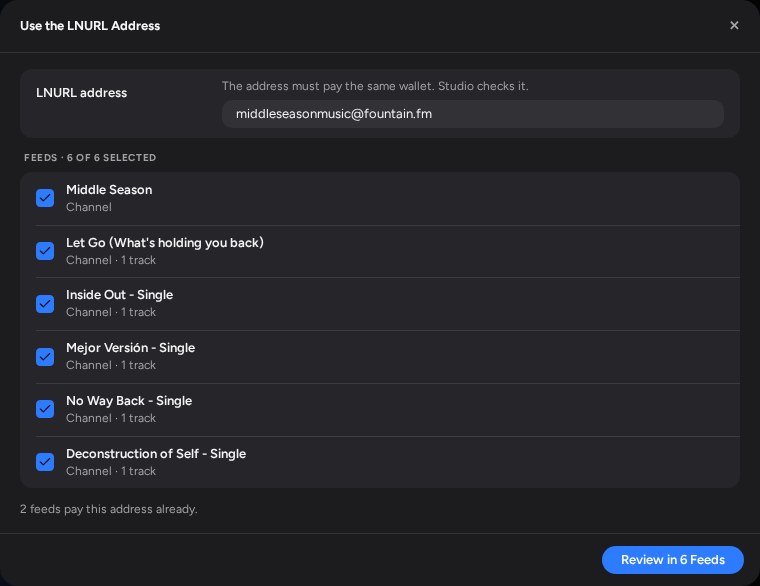 Use the LNURL Address
×
LNURL address
The address must pay the same wallet. Studio checks it.
middleseasonmusic@fountain.fm
FEEDS · 6 OF 6 SELECTED
Middle Season
Channel
Let Go (What's holding you back)
Channel · 1 track
Inside Out - Single
Channel · 1 track
Mejor Versión - Single
Channel · 1 track
No Way Back - Single
Channel · 1 track
Deconstruction of Self - Single
Channel · 1 track
2 feeds pay this address already.
Review in 6 Feeds